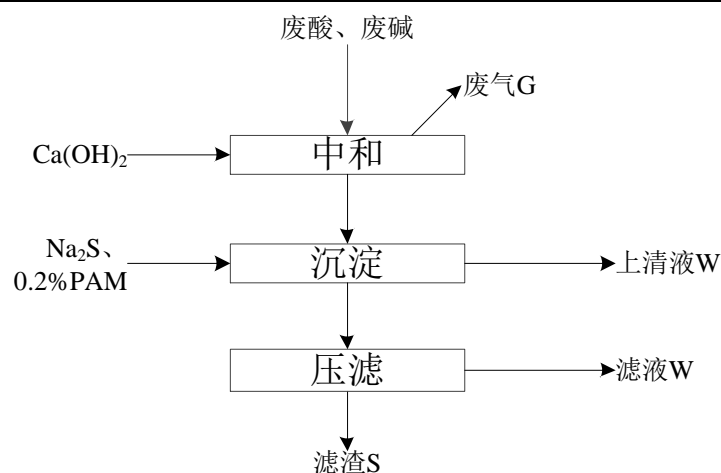 废酸、废碱
废气G
Ca(OH)₂
中和
Na₂S、
0.2%PAM
沉淀
上清液W
压滤
滤液W
滤渣S